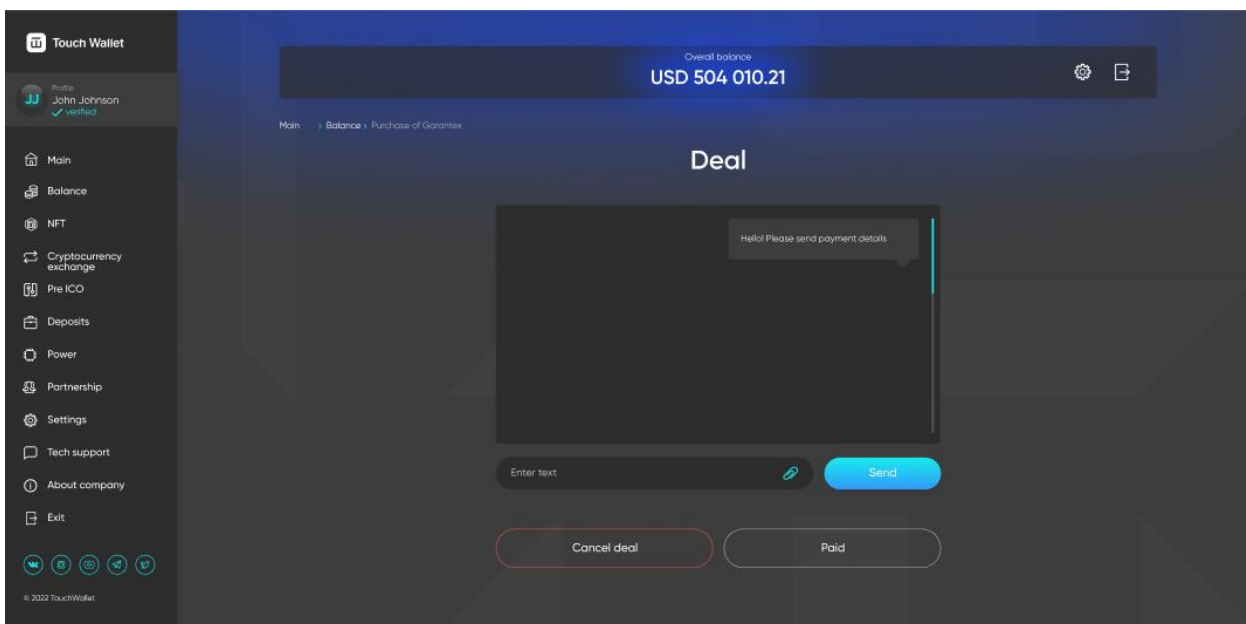 Touch Wallet
Profile
John Johnson
verified
Main
Balance
NFT
Cryptocurrency
exchange
Pre ICO
Deposits
Power
Partnership
Settings
Tech support
About company
Exit
© 2022 TouchWallet
Overall balance
USD 504 010.21
Main > Balance > Purchase of Garantex
Deal
Hello! Please send payment details
Enter text
Send
Cancel deal
Paid